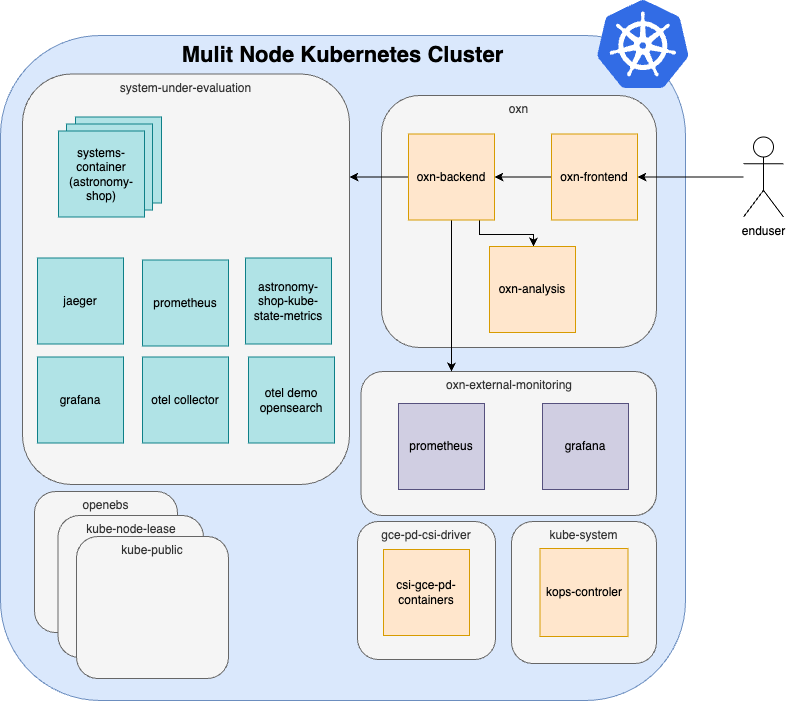 Mulit Node Kubernetes Cluster
system-under-evaluation
systems-
container
(astronomy-
shop)
jaeger
prometheus
astronomy-
shop-kube-
state-metrics
grafana
otel collector
otel demo
opensearch
oxn
oxn-backend
oxn-frontend
oxn-analysis
enduser
oxn-external-monitoring
prometheus
grafana
openebs
kube-node-lease
kube-public
gce-pd-csi-driver
csi-gce-pd-
containers
kube-system
kops-controler